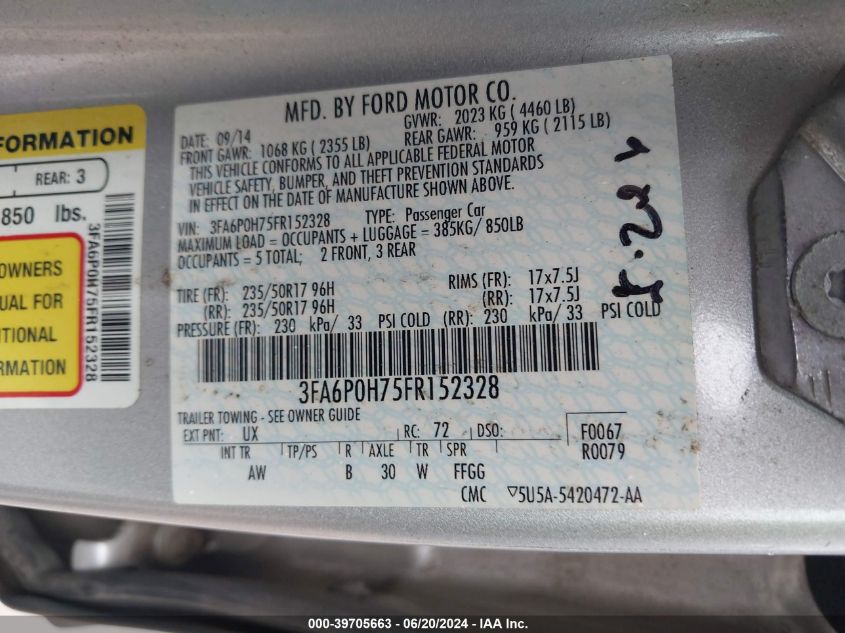 FORMATION
REAR: 3
850 lbs.
3FA6P0H75FR152328
OWNERS
UAL FOR
ITIONAL
FORMATION
MFD. BY FORD MOTOR CO.
DATE: 09/14
GVWR: 2023 KG ( 4460 LB)
FRONT GAWR: 1068 KG ( 2355 LB)
REAR GAWR: 959 KG ( 2115 LB)
THIS VEHICLE CONFORMS TO ALL APPLICABLE FEDERAL MOTOR
VEHICLE SAFETY, BUMPER, AND THEFT PREVENTION STANDARDS
IN EFFECT ON THE DATE OF MANUFACTURE SHOWN ABOVE.
VIN: 3FA6P0H75FR152328 TYPE: Passenger Car
MAXIMUM LOAD = OCCUPANTS + LUGGAGE = 385KG/ 850LB
OCCUPANTS = 5 TOTAL; 2 FRONT, 3 REAR
TIRE (FR): 235/50R17 96H RIMS (FR): 17x7.5J
(RR): 235/50R17 96H (RR): 17x7.5J
PRESSURE (FR): 230 kPa/ 33 PSI COLD (RR): 230 kPa/ 33 PSI COLD
3FA6P0H75FR152328
TRAILER TOWING - SEE OWNER GUIDE
EXT PNT: UX RC: 72 DSO: F0067
R0079
INT TR TP/PS R AXLE TR SPR
AW B 30 W FFGG
CMC 5U5A-5420472-AA
000-39705663 - 06/20/2024 - IAA Inc.